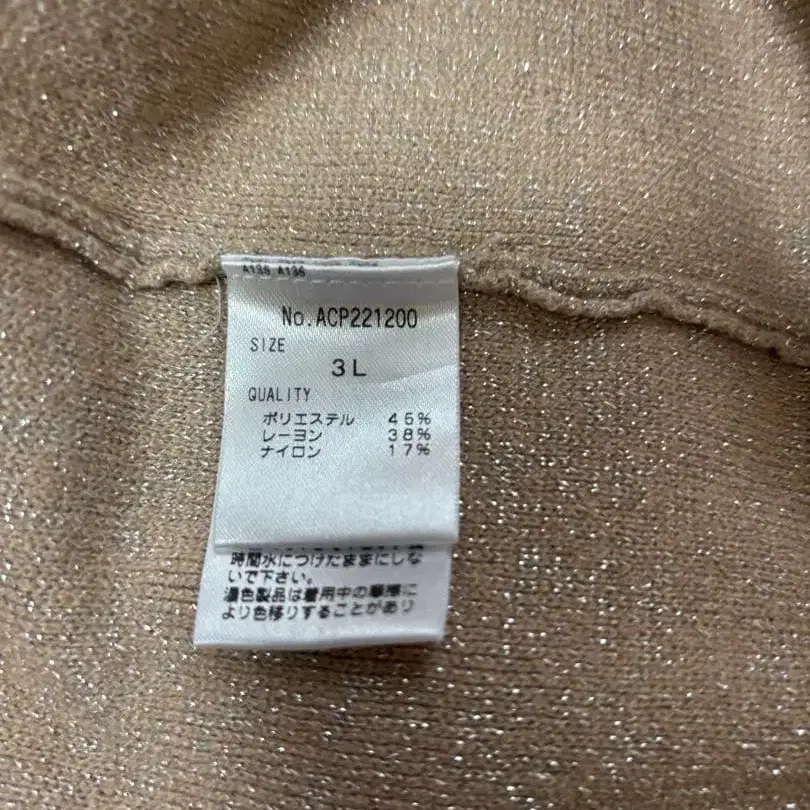 A136 A136
No.ACP221200
SIZE
3L
QUALITY
ポリエステル 45%
レーヨン 38%
ナイロン 17%
時間水につけたままにしな
いで下さい。
濃色製品は着用中の摩擦に
より色移りすることがあり